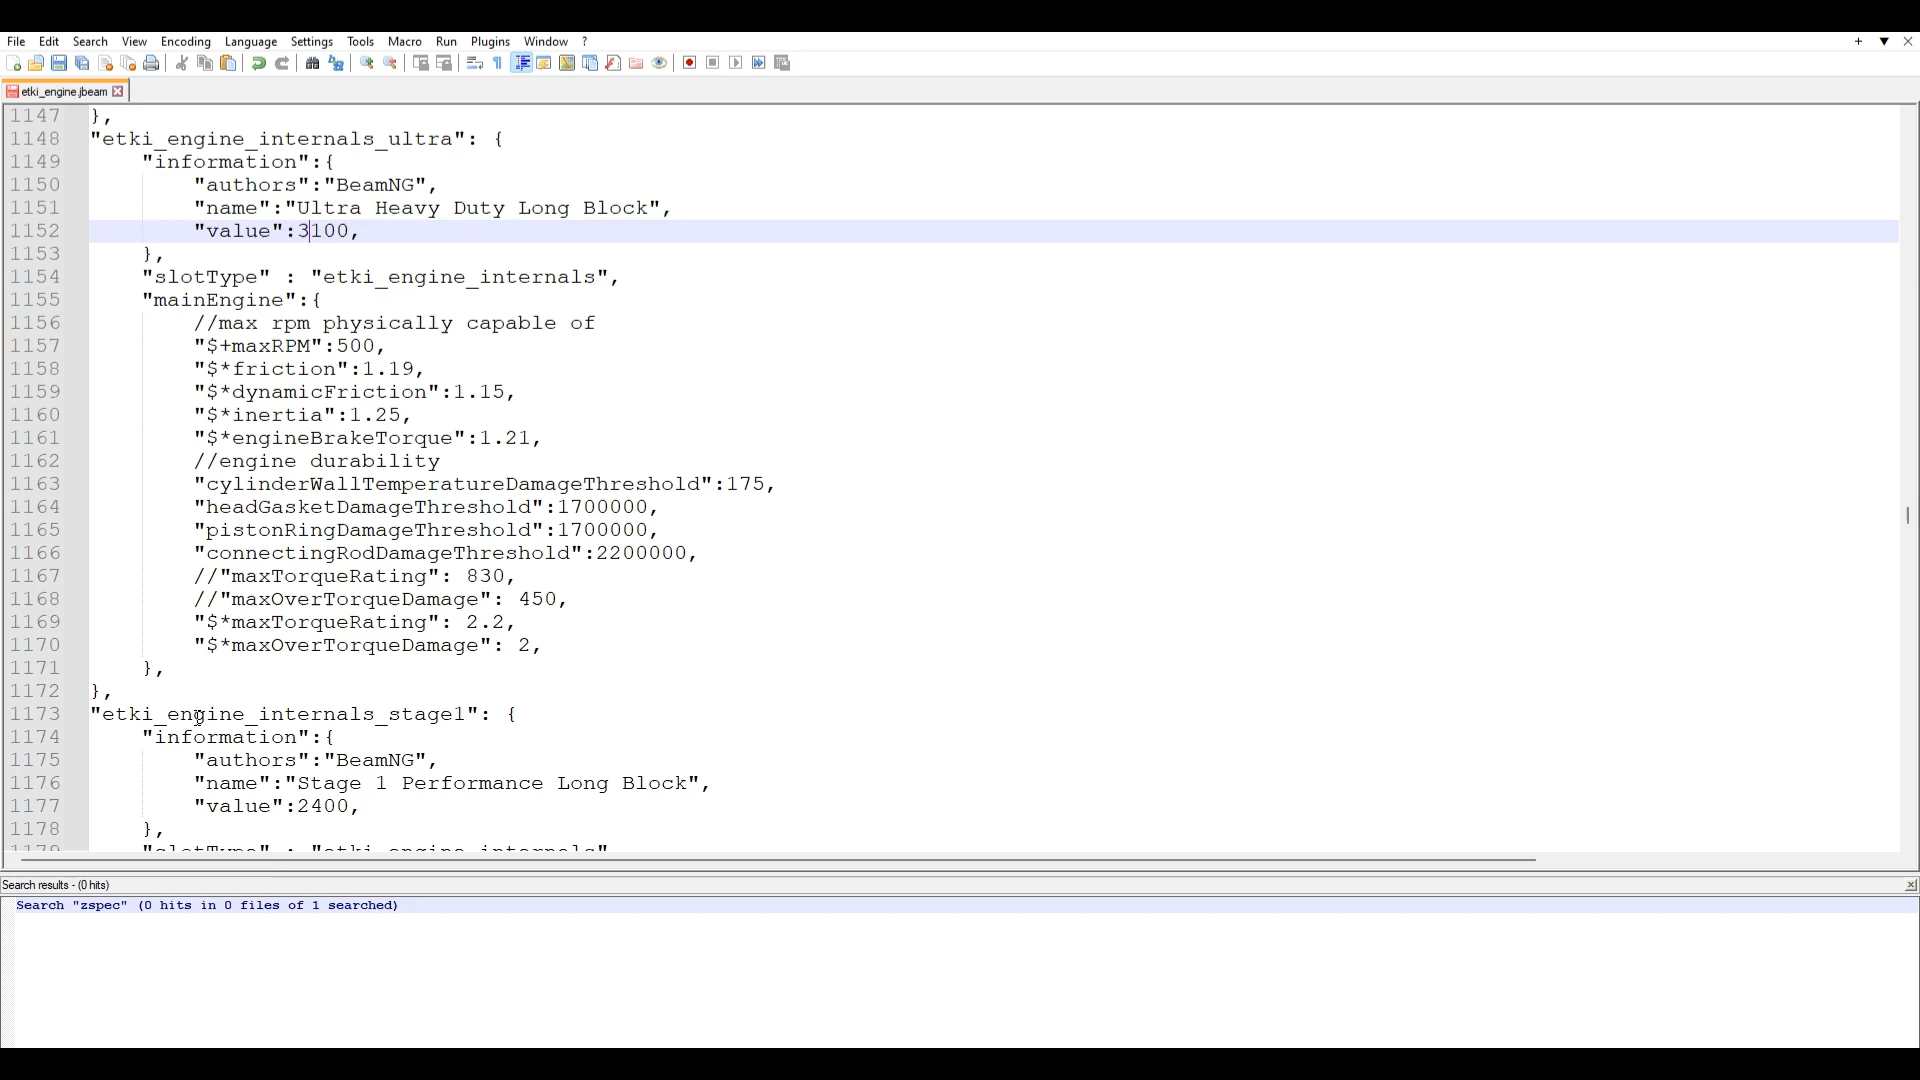 File Edit Search View Encoding Language Settings Tools Macro Run Plugins Window ?
etki_engine.jbeam
1147 },
1148 "etki_engine_internals_ultra": {
1149 "information":{
1150 "authors":"BeamNG",
1151 "name":"Ultra Heavy Duty Long Block",
1152 "value":3100,
1153 },
1154 "slotType" : "etki_engine_internals",
1155 "mainEngine":{
1156 //max rpm physically capable of
1157 "$+maxRPM":500,
1158 "$*friction":1.19,
1159 "$*dynamicFriction":1.15,
1160 "$*inertia":1.25,
1161 "$*engineBrakeTorque":1.21,
1162 //engine durability
1163 "cylinderWallTemperatureDamageThreshold":175,
1164 "headGasketDamageThreshold":1700000,
1165 "pistonRingDamageThreshold":1700000,
1166 "connectingRodDamageThreshold":2200000,
1167 //"maxTorqueRating": 830,
1168 //"maxOverTorqueDamage": 450,
1169 "$*maxTorqueRating": 2.2,
1170 "$*maxOverTorqueDamage": 2,
1171 },
1172 },
1173 "etki_engine_internals_stage1": {
1174 "information":{
1175 "authors":"BeamNG",
1176 "name":"Stage 1 Performance Long Block",
1177 "value":2400,
1178 },
1179 "slotType" : "etki_engine_internals"
Search results - (0 hits)
Search "zspec" (0 hits in 0 files of 1 searched)